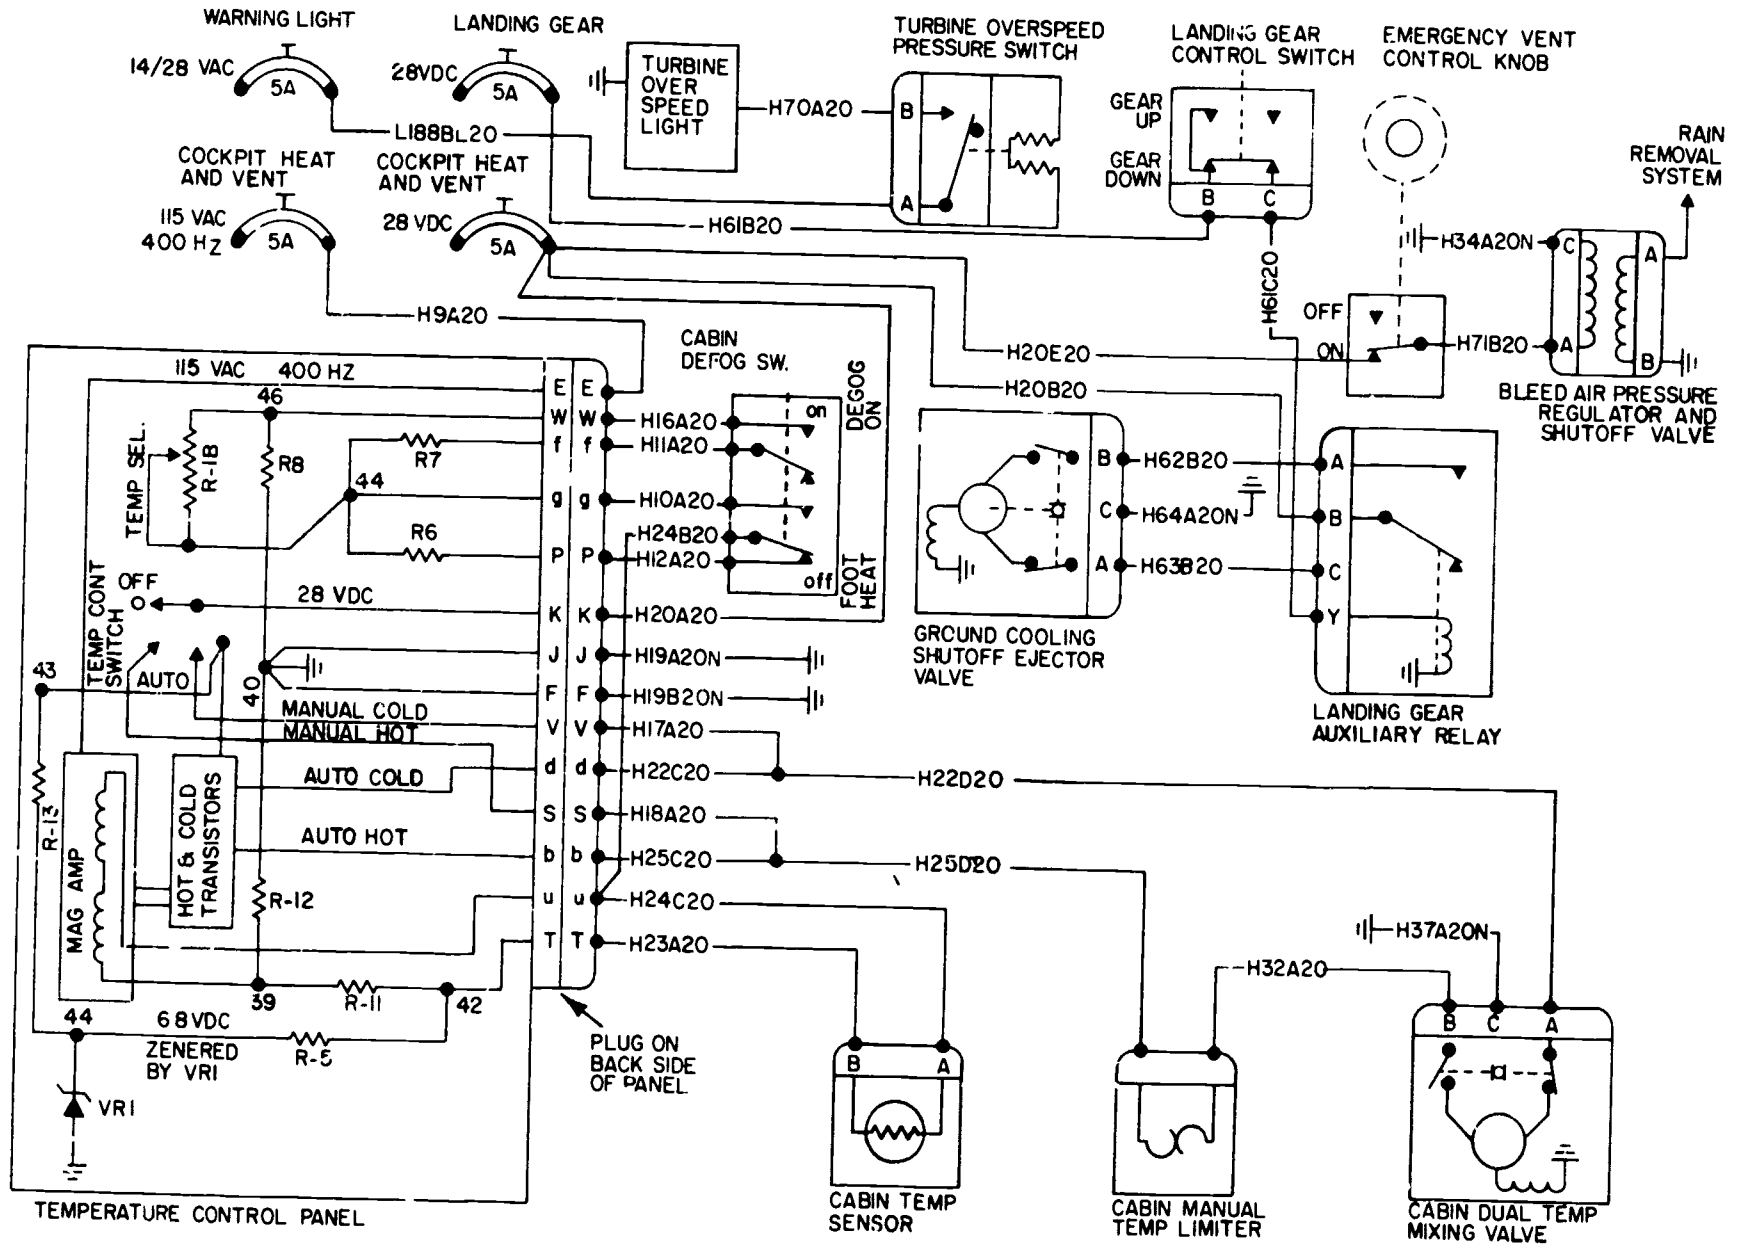 WARNING LIGHT
14/28 VAC
5A
LANDING GEAR
28VDC
5A
L188BL20
COCKPIT HEAT
AND VENT
115 VAC
400 HZ
5A
COCKPIT HEAT
AND VENT
28 VDC
5A
H9A20
TURBINE
OVER
SPEED
LIGHT
H70A20
TURBINE OVERSPEED
PRESSURE SWITCH
B
A
H61B20
LANDING GEAR
CONTROL SWITCH
GEAR
UP
GEAR
DOWN
B
C
H61C20
EMERGENCY VENT
CONTROL KNOB
OFF
ON
H34A20N
H71B20
RAIN
REMOVAL
SYSTEM
C
A
A
B
BLEED AIR PRESSURE
REGULATOR AND
SHUTOFF VALVE
H20E20
H20B20
CABIN
DEFOG SW.
on
off
DEGOG
ON
FOOT
HEAT
115 VAC 400 HZ
46
TEMP SEL.
R-1B
R8
R7
44
R6
TEMP CONT
SWITCH
OFF
28 VDC
AUTO
43
40
MANUAL COLD
MANUAL HOT
AUTO COLD
AUTO HOT
R-13
MAG AMP
HOT & COLD
TRANSISTORS
R-12
39
R-11
42
44
68VDC
ZENERED
BY VR1
R-5
VR1
TEMPERATURE CONTROL PANEL
E E
W W H16A20
f f H11A20
g g H10A20
H24B20
P P H12A20
K K H20A20
J J H19A20N
F F H19B20N
V V H17A20
d d H22C20
S S H18A20
b b H25C20
u u H24C20
T T H23A20
H22D20
H25D20
PLUG ON
BACK SIDE
OF PANEL
B H62B20
C H64A20N
A H63B20
GROUND COOLING
SHUTOFF EJECTOR
VALVE
A
B
C
Y
LANDING GEAR
AUXILIARY RELAY
B A
CABIN TEMP
SENSOR
CABIN MANUAL
TEMP LIMITER
H32A20
H37A20N
B C A
CABIN DUAL TEMP
MIXING VALVE